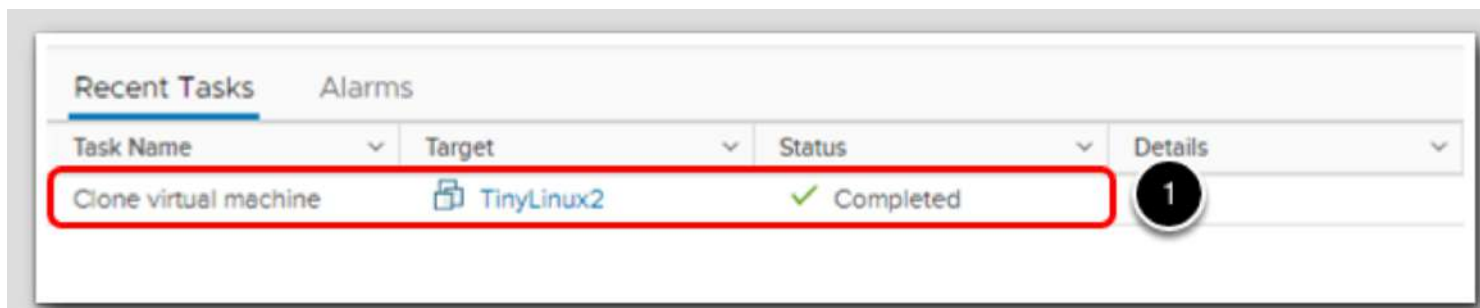 Recent Tasks Alarms
Task Name Target Status Details
Clone virtual machine TinyLinux2 Completed 1